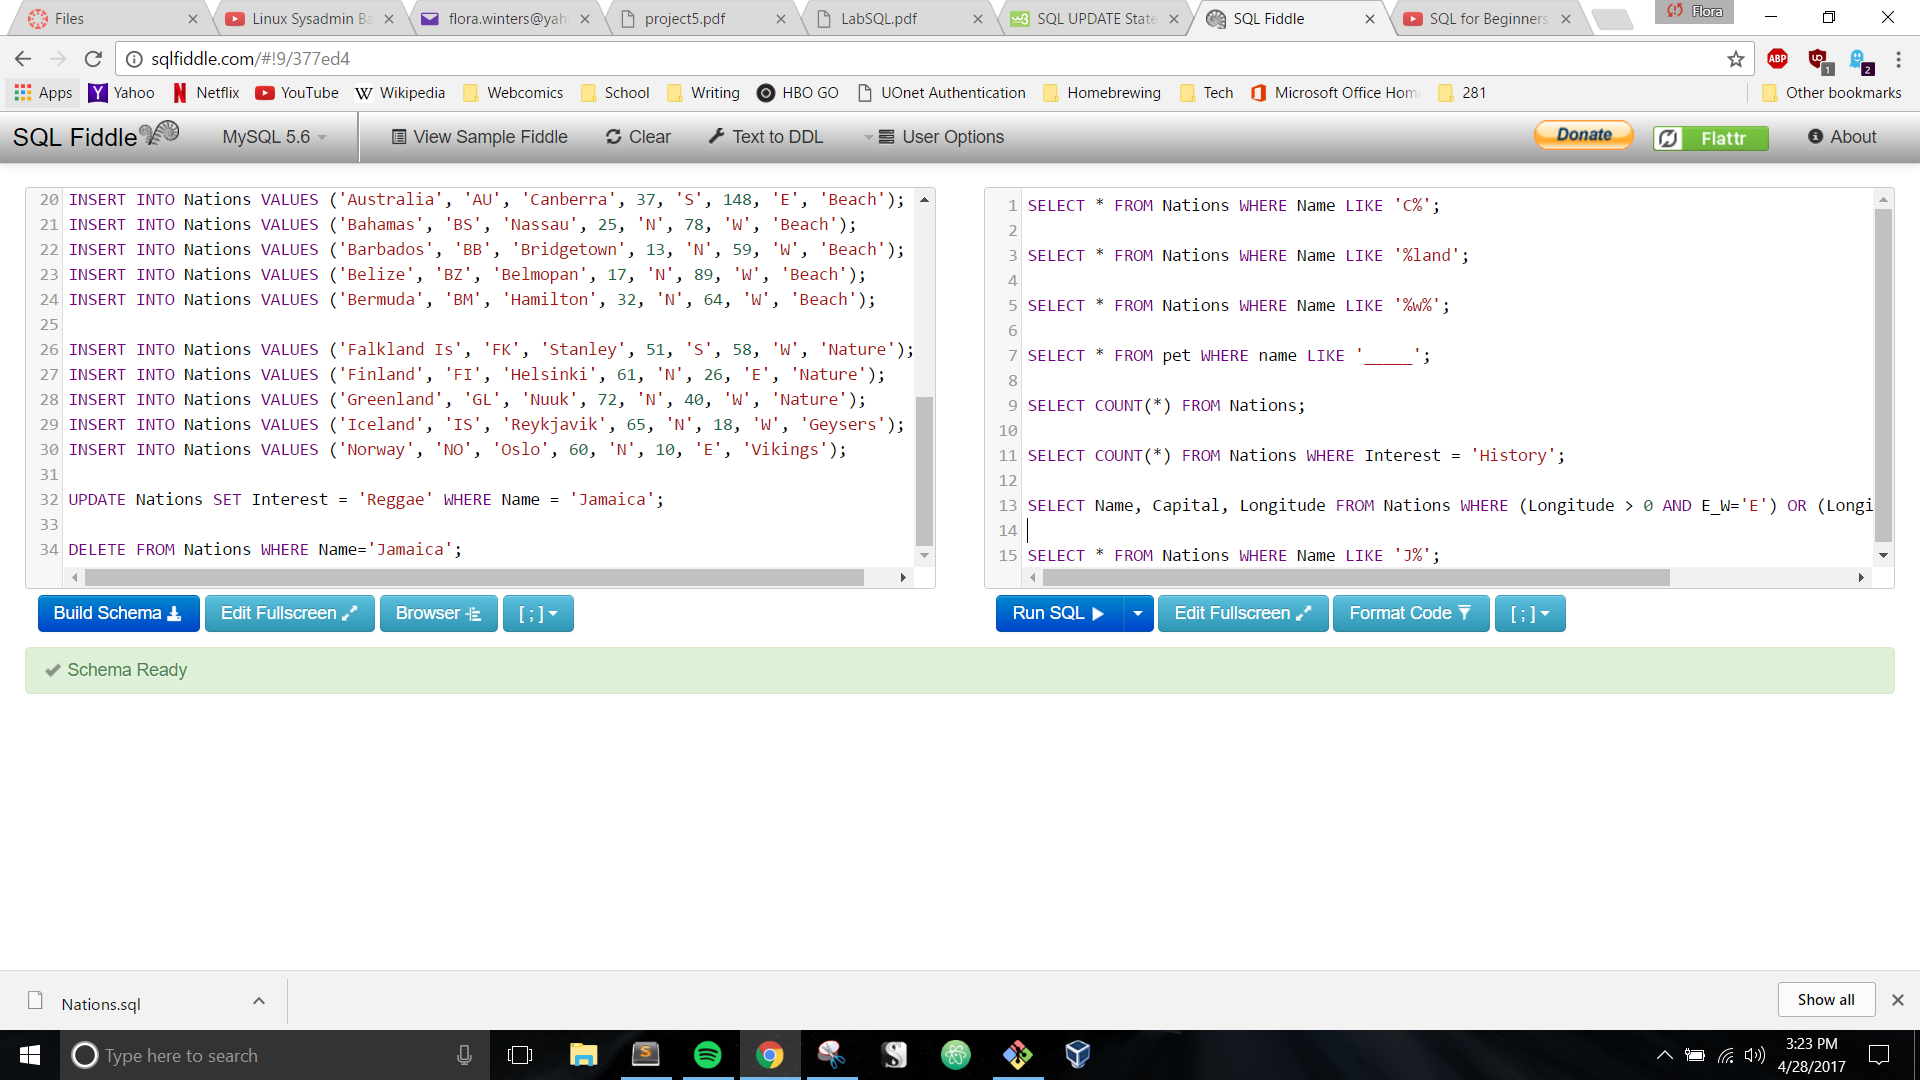 Files
Linux Sysadmin Ba
flora.winters@yah
project5.pdf
LabSQL.pdf
SQL UPDATE State
SQL Fiddle
SQL for Beginners
Flora
sqlfiddle.com/#!9/377ed4
ABP
1
2
Apps
Yahoo
Netflix
YouTube
Wikipedia
Webcomics
School
Writing
HBO GO
UOnet Authentication
Homebrewing
Tech
Microsoft Office Hom
281
Other bookmarks
SQL Fiddle
MySQL 5.6
View Sample Fiddle
Clear
Text to DDL
User Options
Donate
Flattr
About
20 INSERT INTO Nations VALUES ('Australia', 'AU', 'Canberra', 37, 'S', 148, 'E', 'Beach');
21 INSERT INTO Nations VALUES ('Bahamas', 'BS', 'Nassau', 25, 'N', 78, 'W', 'Beach');
22 INSERT INTO Nations VALUES ('Barbados', 'BB', 'Bridgetown', 13, 'N', 59, 'W', 'Beach');
23 INSERT INTO Nations VALUES ('Belize', 'BZ', 'Belmopan', 17, 'N', 89, 'W', 'Beach');
24 INSERT INTO Nations VALUES ('Bermuda', 'BM', 'Hamilton', 32, 'N', 64, 'W', 'Beach');
25
26 INSERT INTO Nations VALUES ('Falkland Is', 'FK', 'Stanley', 51, 'S', 58, 'W', 'Nature');
27 INSERT INTO Nations VALUES ('Finland', 'FI', 'Helsinki', 61, 'N', 26, 'E', 'Nature');
28 INSERT INTO Nations VALUES ('Greenland', 'GL', 'Nuuk', 72, 'N', 40, 'W', 'Nature');
29 INSERT INTO Nations VALUES ('Iceland', 'IS', 'Reykjavik', 65, 'N', 18, 'W', 'Geysers');
30 INSERT INTO Nations VALUES ('Norway', 'NO', 'Oslo', 60, 'N', 10, 'E', 'Vikings');
31
32 UPDATE Nations SET Interest = 'Reggae' WHERE Name = 'Jamaica';
33
34 DELETE FROM Nations WHERE Name='Jamaica';
1 SELECT * FROM Nations WHERE Name LIKE 'C%';
2
3 SELECT * FROM Nations WHERE Name LIKE '%land';
4
5 SELECT * FROM Nations WHERE Name LIKE '%w%';
6
7 SELECT * FROM pet WHERE name LIKE '_____';
8
9 SELECT COUNT(*) FROM Nations;
10
11 SELECT COUNT(*) FROM Nations WHERE Interest = 'History';
12
13 SELECT Name, Capital, Longitude FROM Nations WHERE (Longitude > 0 AND E_W='E') OR (Longi
14
15 SELECT * FROM Nations WHERE Name LIKE 'J%';
Build Schema
Edit Fullscreen
Browser
[ ; ]
Run SQL
Edit Fullscreen
Format Code
[ ; ]
Schema Ready
Nations.sql
Show all
Type here to search
3:23 PM
4/28/2017